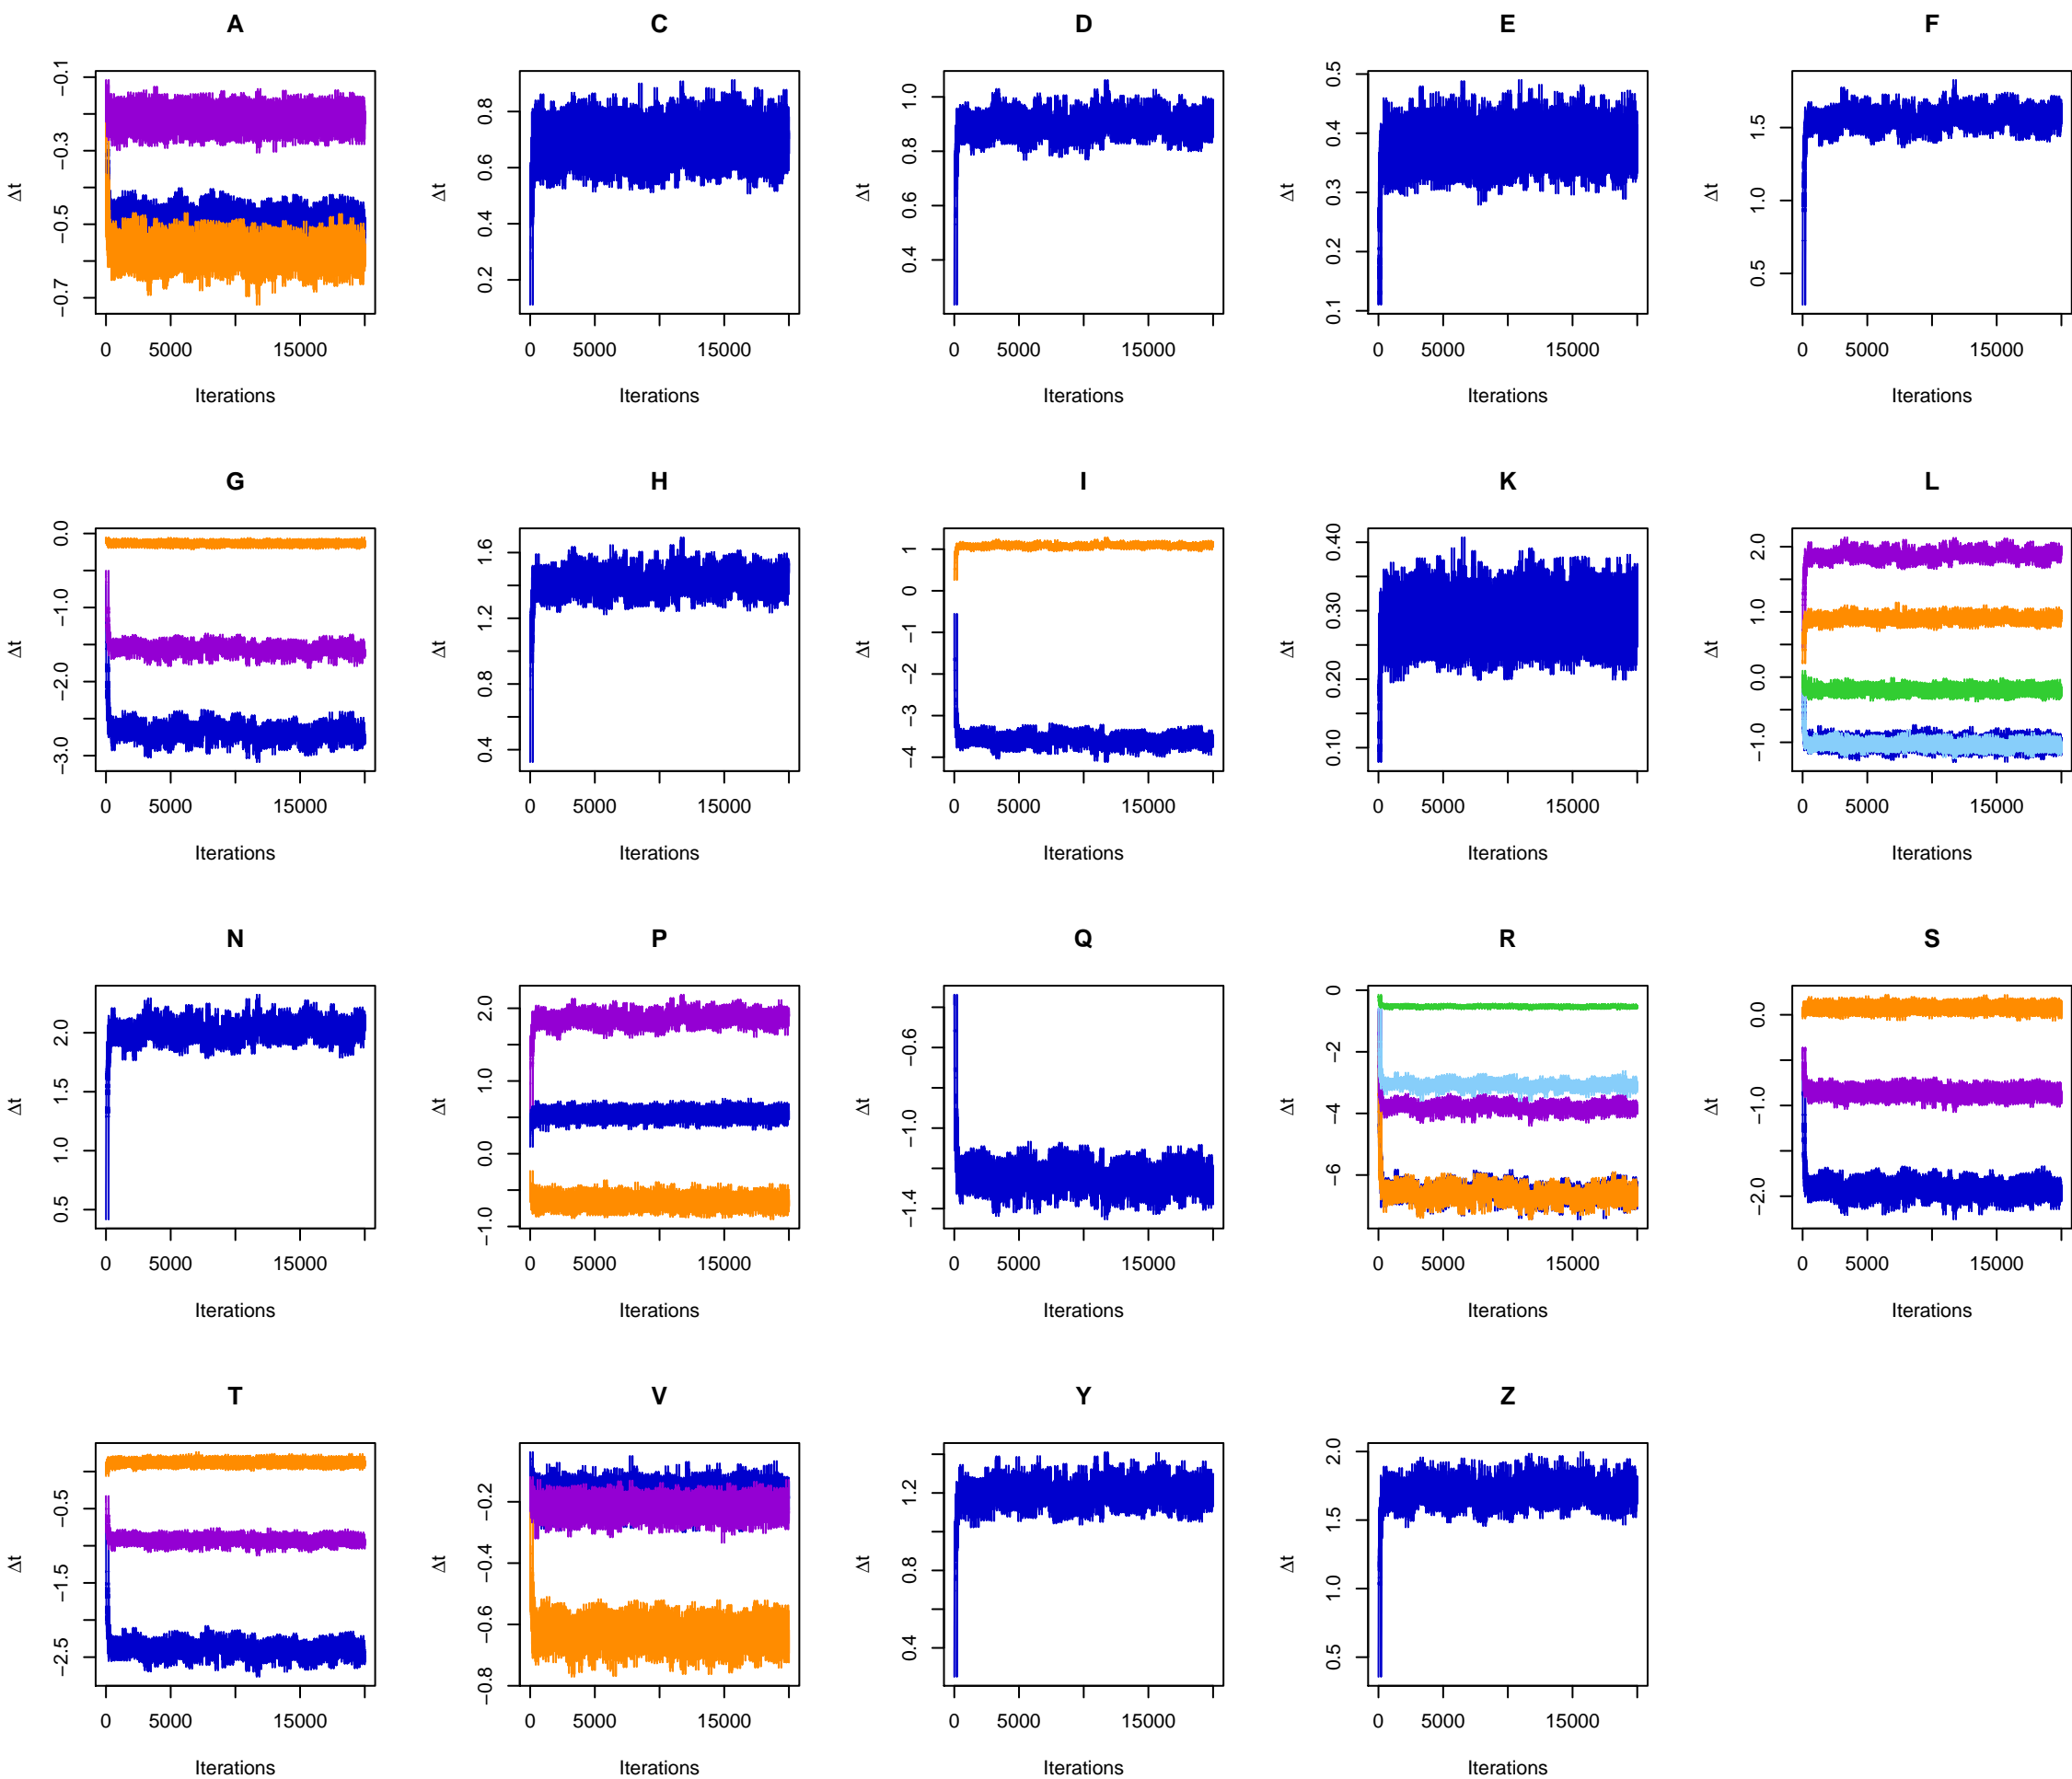 A C D E F
Δt -0.1 -0.3 -0.5 -0.7 Δt 0.8 0.6 0.4 0.2 Δt 1.0 0.8 0.6 0.4 Δt 0.5 0.4 0.3 0.2 0.1 Δt 1.5 1.0 0.5
0 5000 15000 0 5000 15000 0 5000 15000 0 5000 15000 0 5000 15000
Iterations Iterations Iterations Iterations Iterations
G H I K L
Δt 0.0 -1.0 -2.0 -3.0 Δt 1.6 1.2 0.8 0.4 Δt 1 0 -1 -2 -3 -4 Δt 0.40 0.30 0.20 0.10 Δt 2.0 1.0 0.0 -1.0
0 5000 15000 0 5000 15000 0 5000 15000 0 5000 15000 0 5000 15000
Iterations Iterations Iterations Iterations Iterations
N P Q R S
Δt 2.0 1.5 1.0 0.5 Δt 2.0 1.0 0.0 -1.0 Δt -0.6 -1.0 -1.4 Δt 0 -2 -4 -6 Δt 0.0 -1.0 -2.0
0 5000 15000 0 5000 15000 0 5000 15000 0 5000 15000 0 5000 15000
Iterations Iterations Iterations Iterations Iterations
T V Y Z
Δt -0.5 -1.5 -2.5 Δt -0.2 -0.4 -0.6 -0.8 Δt 1.2 0.8 0.4 Δt 2.0 1.5 1.0 0.5
0 5000 15000 0 5000 15000 0 5000 15000 0 5000 15000
Iterations Iterations Iterations Iterations